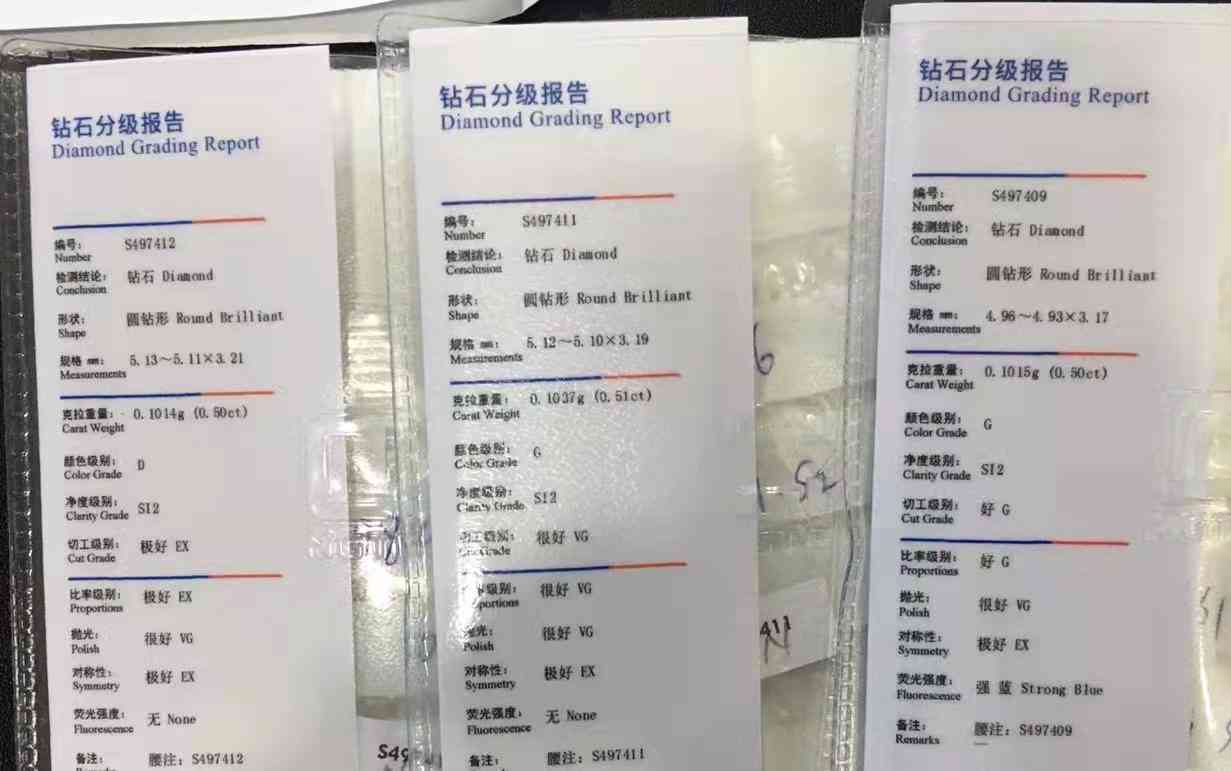 钻石分级报告
Diamond Grading Report
编号: S497412
Number
检测结论: 钻石 Diamond
Conclusion
形状: 圆钻形 Round Brilliant
Shape
规格 mm: 5.13~5.11×3.21
Measurements
克拉重量: 0.1014g (0.50ct)
Carat Weight
颜色级别: D
Color Grade
净度级别: SI2
Clarity Grade
切工级别: 极好 EX
Cut Grade
比率级别: 极好 EX
Proportions
抛光: 很好 VG
Polish
对称性: 极好 EX
Symmetry
荧光强度: 无 None
Fluorescence
备注: 腰注: S497412
钻石分级报告
Diamond Grading Report
编号: S497411
Number
检测结论: 钻石 Diamond
Conclusion
形状: 圆钻形 Round Brilliant
Shape
规格 mm: 5.12~5.10×3.19
Measurements
克拉重量: 0.1037g (0.51ct)
Carat Weight
颜色级别: G
Color Grade
净度级别: SI2
Clarity Grade
切工级别: 很好 VG
Cut Grade
率级别: 很好 VG
portions
抛光: 很好 VG
Polish
对称性: 极好 EX
Symmetry
荧光强度: 无 None
Fluorescence
备注: 腰注: S497411
钻石分级报告
Diamond Grading Report
编号: S497409
Number
检测结论: 钻石 Diamond
Conclusion
形状: 圆钻形 Round Brilliant
Shape
规格 mm: 4.96~4.93×3.17
Measurements
克拉重量: 0.1015g (0.50ct)
Carat Weight
颜色级别: G
Color Grade
净度级别: SI2
Clarity Grade
切工级别: 好 G
Cut Grade
比率级别: 好 G
Proportions
抛光: 很好 VG
Polish
对称性: 极好 EX
Symmetry
荧光强度: 强 蓝 Strong Blue
Fluorescence
备注: 腰注: S497409
Remarks
S49
411